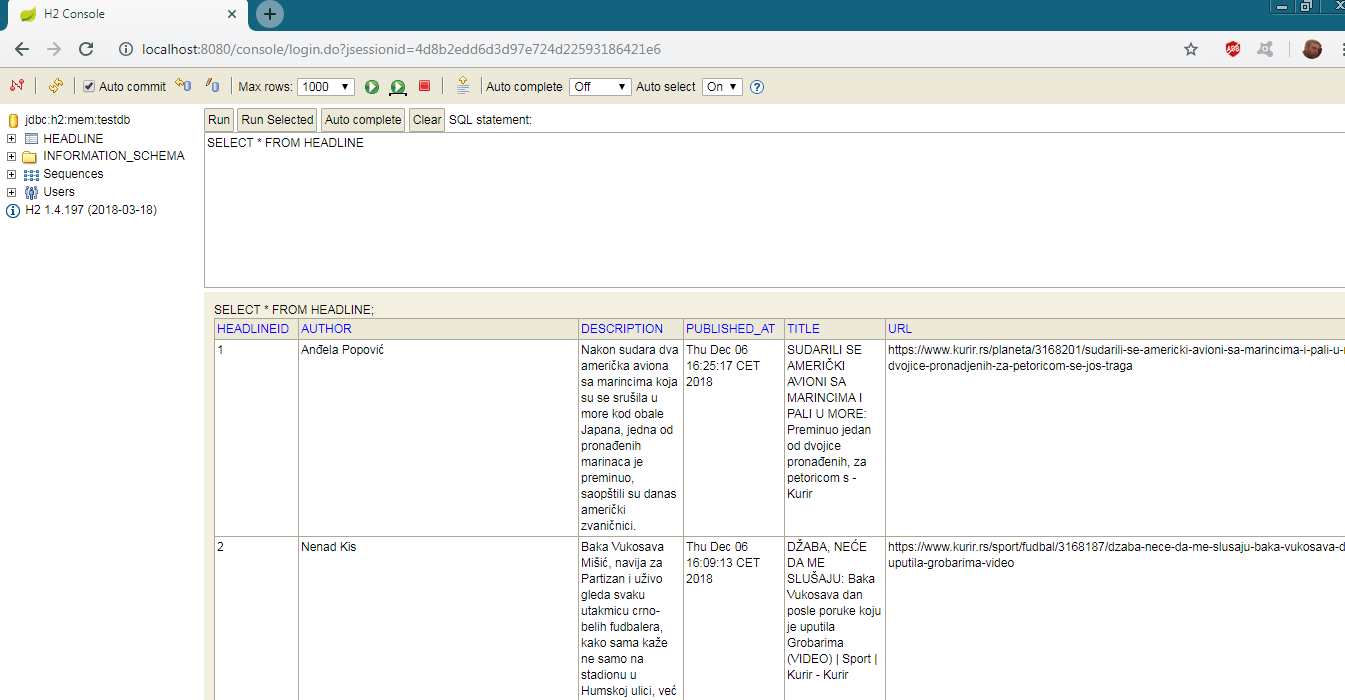 H2 Console
localhost:8080/console/login.do?jsessionid=4d8b2edd6d3d97e724d22593186421e6
ABP
Auto commit Max rows: 1000 Auto complete Off Auto select On
jdbc:h2:mem:testdb
HEADLINE
INFORMATION_SCHEMA
Sequences
Users
H2 1.4.197 (2018-03-18)
Run Run Selected Auto complete Clear SQL statement:
SELECT * FROM HEADLINE
SELECT * FROM HEADLINE;
HEADLINEID AUTHOR DESCRIPTION PUBLISHED_AT TITLE URL
1
Anđela Popović
Nakon sudara dva
američka aviona
sa marincima koja
su se srušila u
more kod obale
Japana, jedna od
pronađenih
marinaca je
preminuo,
saopštili su danas
američki
zvaničnici.
Thu Dec 06
16:25:17 CET
2018
SUDARILI SE
AMERIČKI
AVIONI SA
MARINCIMA I
PALI U MORE:
Preminuo jedan
od dvojice
pronađenih, za
petoricom s -
Kurir
https://www.kurir.rs/planeta/3168201/sudarili-se-americki-avioni-sa-marincima-i-pali-u-
dvojice-pronadjenih-za-petoricom-se-jos-traga
2
Nenad Kis
Baka Vukosava
Mišić, navija za
Partizan i uživo
gleda svaku
utakmicu crno-
belih fudbalera,
kako sama kaže
ne samo na
stadionu u
Humskoj ulici, već
Thu Dec 06
16:09:13 CET
2018
DŽABA, NEĆE
DA ME
SLUŠAJU: Baka
Vukosava dan
posle poruke koju
je uputila
Grobarima
(VIDEO) | Sport |
Kurir - Kurir
https://www.kurir.rs/sport/fudbal/3168187/dzaba-nece-da-me-slusaju-baka-vukosava-d
uputila-grobarima-video